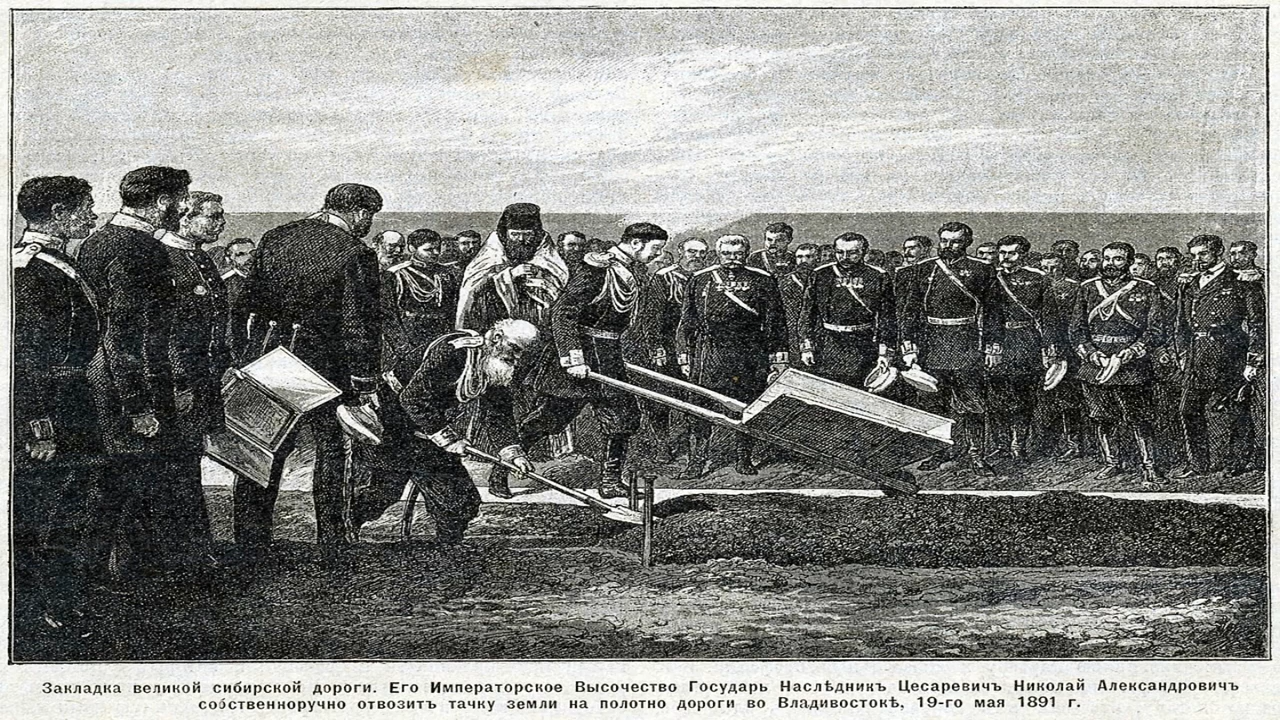 Закладка великой сибирской дороги. Его Императорское Высочество Государь Наслѣдникъ Цесаревичъ Николай Александровичъ
собственноручно отвозитъ тачку земли на полотно дороги во Владивостокѣ, 19-го мая 1891 г.